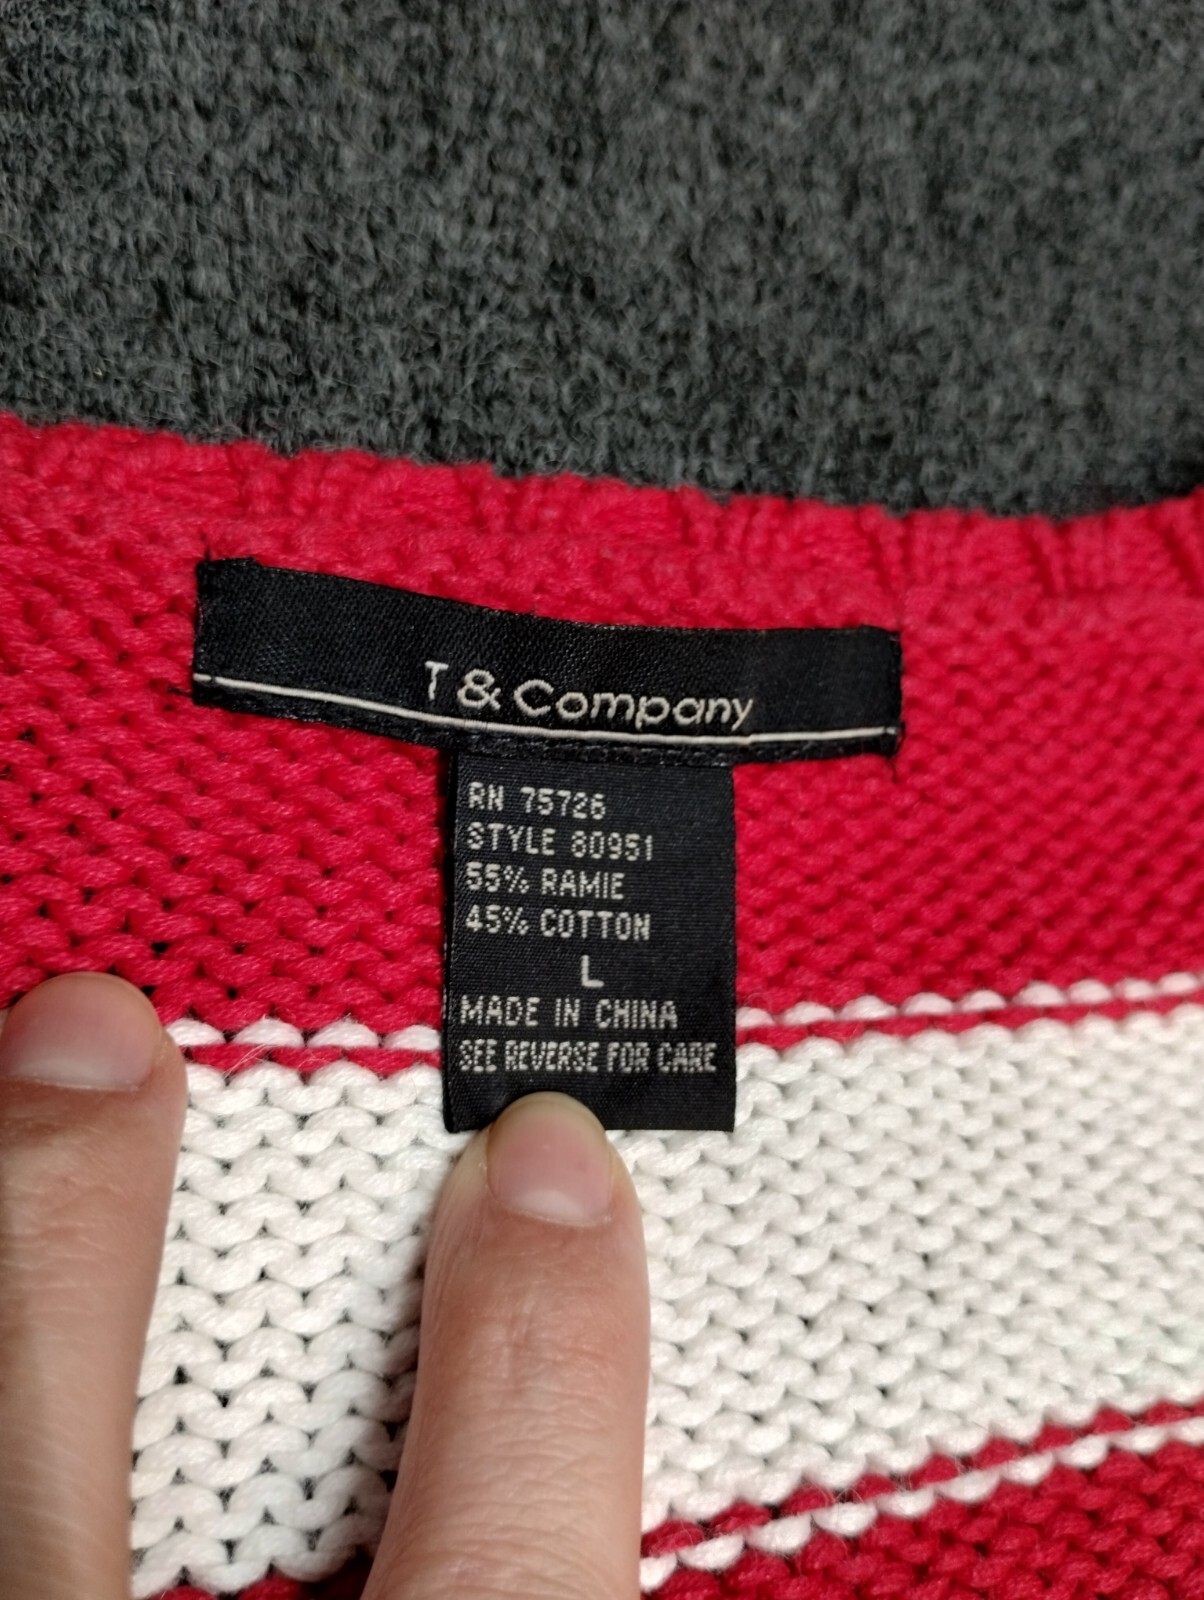 T & Company
RN 75726
STYLE 80951
55% RAMIE
45% COTTON
L
MADE IN CHINA
SEE REVERSE FOR CARE